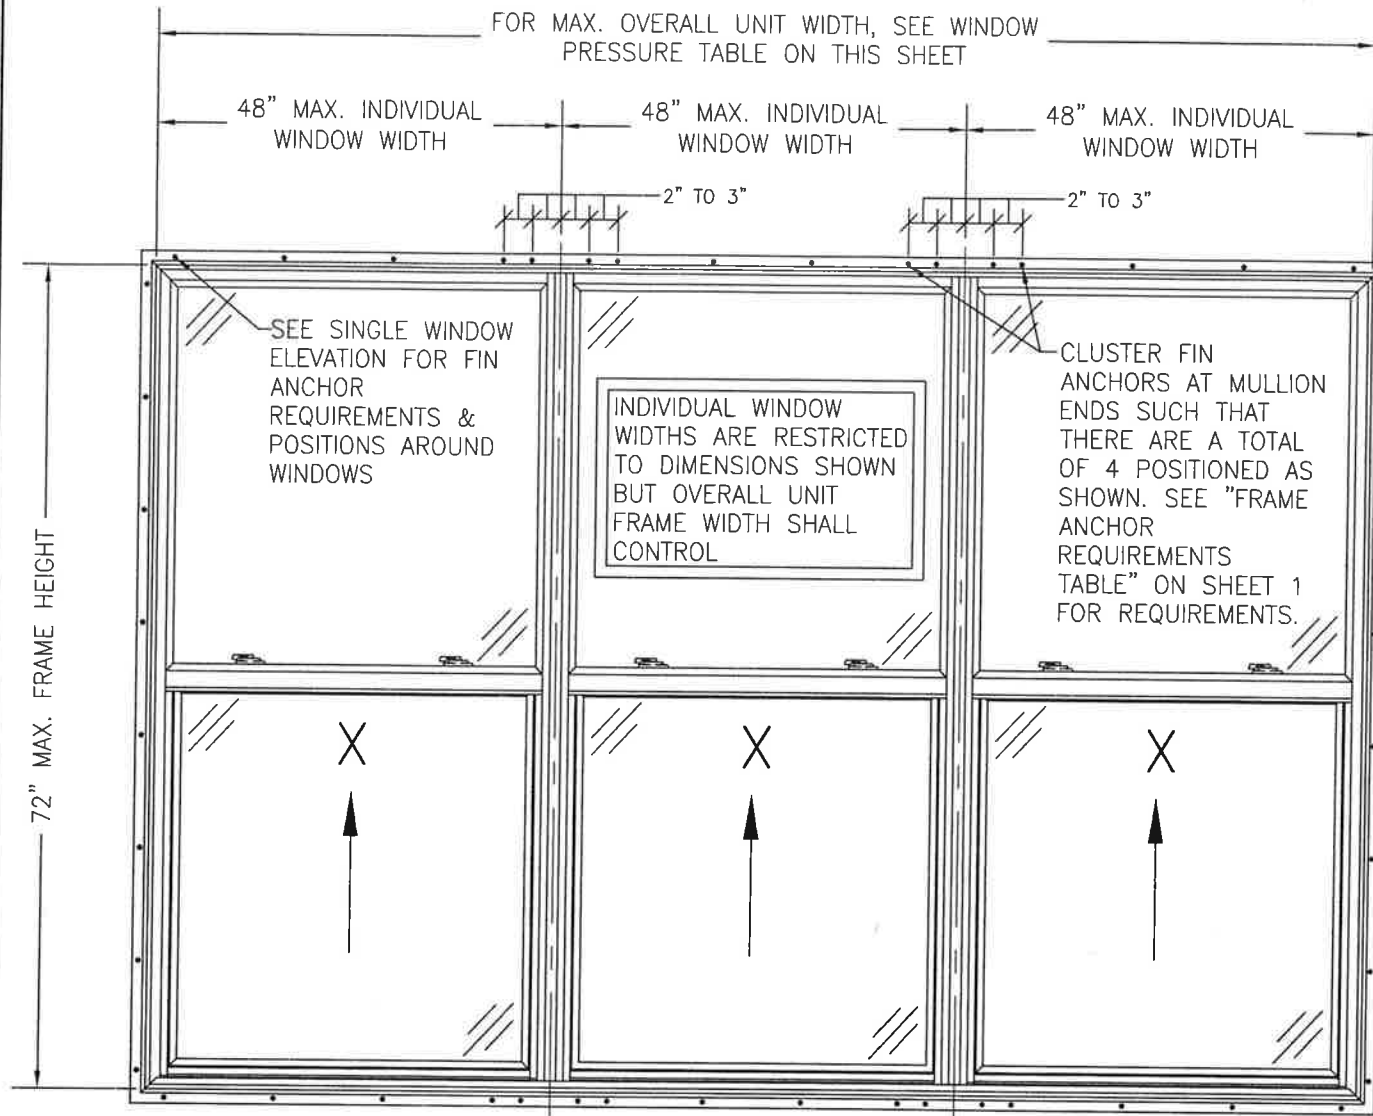 FOR MAX. OVERALL UNIT WIDTH, SEE WINDOW
PRESSURE TABLE ON THIS SHEET
48" MAX. INDIVIDUAL
WINDOW WIDTH
48" MAX. INDIVIDUAL
WINDOW WIDTH
48" MAX. INDIVIDUAL
WINDOW WIDTH
2" TO 3"
2" TO 3"
72" MAX. FRAME HEIGHT
SEE SINGLE WINDOW
ELEVATION FOR FIN
ANCHOR
REQUIREMENTS &
POSITIONS AROUND
WINDOWS
INDIVIDUAL WINDOW
WIDTHS ARE RESTRICTED
TO DIMENSIONS SHOWN
BUT OVERALL UNIT
FRAME WIDTH SHALL
CONTROL
CLUSTER FIN
ANCHORS AT MULLION
ENDS SUCH THAT
THERE ARE A TOTAL
OF 4 POSITIONED AS
SHOWN. SEE "FRAME
ANCHOR
REQUIREMENTS
TABLE" ON SHEET 1
FOR REQUIREMENTS.
X
X
X